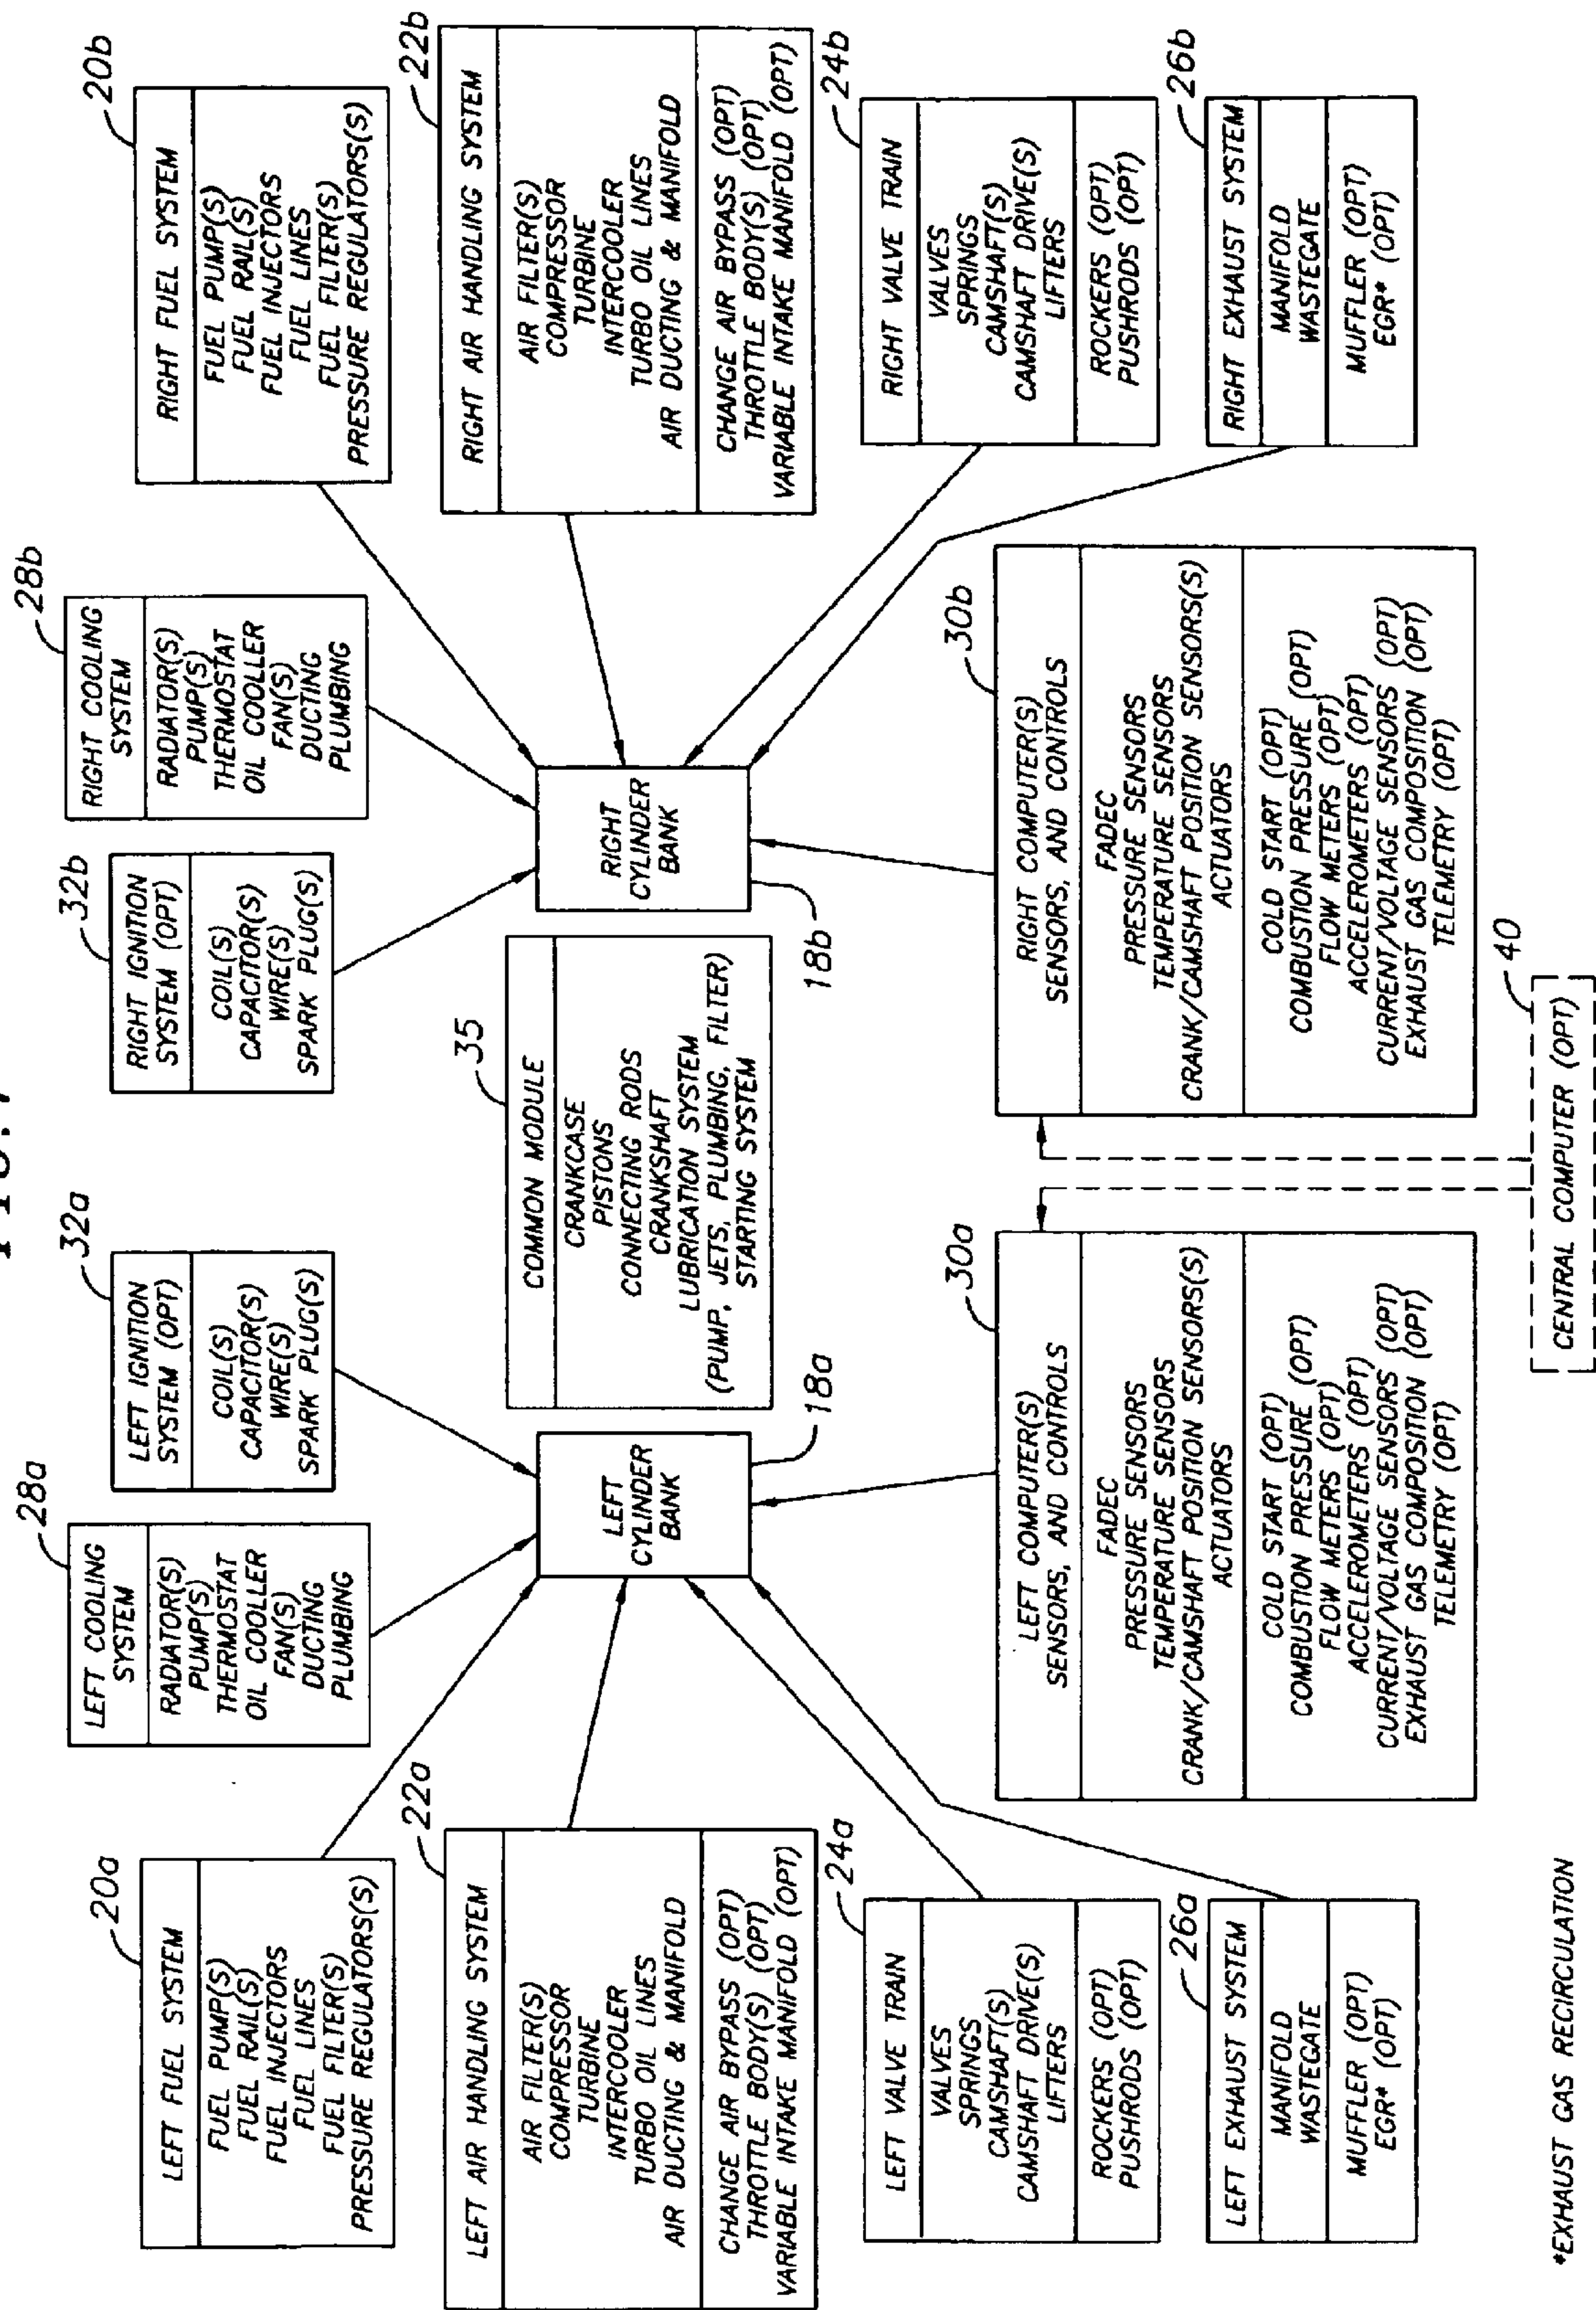 20a
LEFT FUEL SYSTEM
FUEL PUMP(S)
FUEL RAIL(S)
FUEL INJECTORS
FUEL LINES
FUEL FILTER(S)
PRESSURE REGULATORS(S)
28a
LEFT COOLING
SYSTEM
RADIATOR(S)
PUMP(S)
THERMOSTAT
OIL COOLLER
FAN(S)
DUCTING
PLUMBING
32a
LEFT IGNITION
SYSTEM (OPT)
COIL(S)
CAPACITOR(S)
WIRE(S)
SPARK PLUG(S)
32b
RIGHT IGNITION
SYSTEM (OPT)
COIL(S)
CAPACITOR(S)
WIRE(S)
SPARK PLUG(S)
28b
RIGHT COOLING
SYSTEM
RADIATOR(S)
PUMP(S)
THERMOSTAT
OIL COOLLER
FAN(S)
DUCTING
PLUMBING
20b
RIGHT FUEL SYSTEM
FUEL PUMP(S)
FUEL RAIL(S)
FUEL INJECTORS
FUEL LINES
FUEL FILTER(S)
PRESSURE REGULATORS(S)
22a
LEFT AIR HANDLING SYSTEM
AIR FILTER(S)
COMPRESSOR
TURBINE
INTERCOOLER
TURBO OIL LINES
AIR DUCTING & MANIFOLD
CHANGE AIR BYPASS (OPT)
THROTTLE BODY(S) (OPT)
VARIABLE INTAKE MANIFOLD (OPT)
LEFT
CYLINDER
BANK
18a
35
COMMON MODULE
CRANKCASE
PISTONS
CONNECTING RODS
CRANKSHAFT
LUBRICATION SYSTEM
(PUMP, JETS, PLUMBING, FILTER)
STARTING SYSTEM
RIGHT
CYLINDER
BANK
18b
22b
RIGHT AIR HANDLING SYSTEM
AIR FILTER(S)
COMPRESSOR
TURBINE
INTERCOOLER
TURBO OIL LINES
AIR DUCTING & MANIFOLD
CHANGE AIR BYPASS (OPT)
THROTTLE BODY(S) (OPT)
VARIABLE INTAKE MANIFOLD (OPT)
24a
LEFT VALVE TRAIN
VALVES
SPRINGS
CAMSHAFT(S)
CAMSHAFT DRIVE(S)
LIFTERS
ROCKERS (OPT)
PUSHRODS (OPT)
24b
RIGHT VALVE TRAIN
VALVES
SPRINGS
CAMSHAFT(S)
CAMSHAFT DRIVE(S)
LIFTERS
ROCKERS (OPT)
PUSHRODS (OPT)
26a
LEFT EXHAUST SYSTEM
MANIFOLD
WASTEGATE
MUFFLER (OPT)
EGR* (OPT)
30a
LEFT COMPUTER(S)
SENSORS, AND CONTROLS
FADEC
PRESSURE SENSORS
TEMPERATURE SENSORS
CRANK/CAMSHAFT POSITION SENSORS(S)
ACTUATORS
COLD START (OPT)
COMBUSTION PRESSURE (OPT)
FLOW METERS (OPT)
ACCELEROMETERS (OPT)
CURRENT/VOLTAGE SENSORS (OPT)
EXHAUST GAS COMPOSITION (OPT)
TELEMETRY (OPT)
30b
RIGHT COMPUTER(S)
SENSORS, AND CONTROLS
FADEC
PRESSURE SENSORS
TEMPERATURE SENSORS
CRANK/CAMSHAFT POSITION SENSORS(S)
ACTUATORS
COLD START (OPT)
COMBUSTION PRESSURE (OPT)
FLOW METERS (OPT)
ACCELEROMETERS (OPT)
CURRENT/VOLTAGE SENSORS (OPT)
EXHAUST GAS COMPOSITION (OPT)
TELEMETRY (OPT)
26b
RIGHT EXHAUST SYSTEM
MANIFOLD
WASTEGATE
MUFFLER (OPT)
EGR* (OPT)
40
CENTRAL COMPUTER (OPT)
*EXHAUST GAS RECIRCULATION